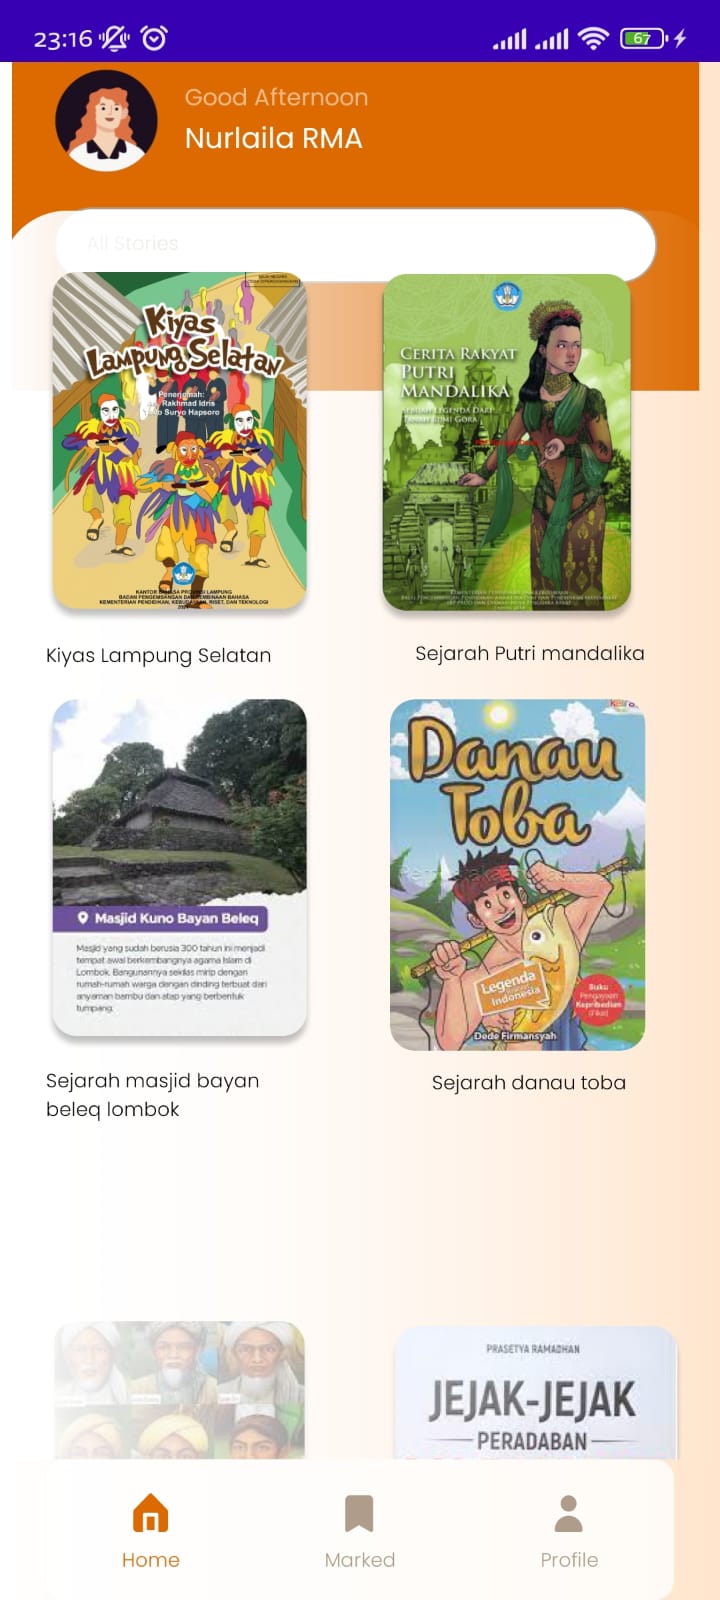 23:16
67
Good Afternoon
Nurlaila RMA
All Stories
Kiyas
Lampung Selatan
Penerjemah:
Rakhmad Idris
Suryo Hapsoro
KANTOR BAHASA PROVINSI LAMPUNG
BADAN PENGEMBANGAN DAN PEMBINAAN BAHASA
KEMENTERIAN PENDIDIKAN, KEBUDAYAAN, RISET, DAN TEKNOLOGI
CERITA RAKYAT
PUTRI
MANDALIKA
SEBUAH LEGENDA DARI
TANAH BUMI GORA
Kiyas Lampung Selatan
Sejarah Putri mandalika
Masjid Kuno Bayan Beleq
Masjid yang sudah berusia 300 tahun ini menjadi
tempat awal berkembangnya agama Islam di
Lombok. Bangunannya sekilas mirip dengan
rumah-rumah warga dengan dinding terbuat dari
anyaman bambu dan atap yang berbentuk
tumpang.
Danau
Toba
Legenda
Indonesia
Buku
Pengayaan
Kepribadian
(Fiksi)
Dede Firmansyah
Sejarah masjid bayan
beleq lombok
Sejarah danau toba
PRASETYA RAMADHAN
JEJAK-JEJAK
PERADABAN
Home
Marked
Profile